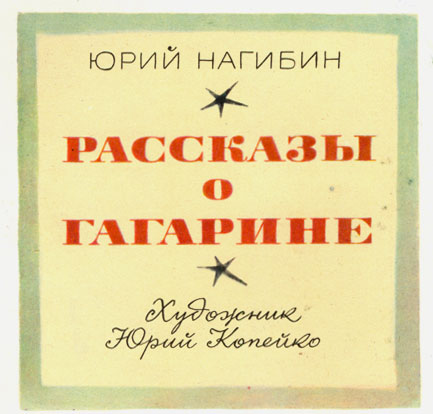 ЮРИЙ НАГИБИН
РАССКАЗЫ
О
ГАГАРИНЕ
Художник
Юрий Копейко